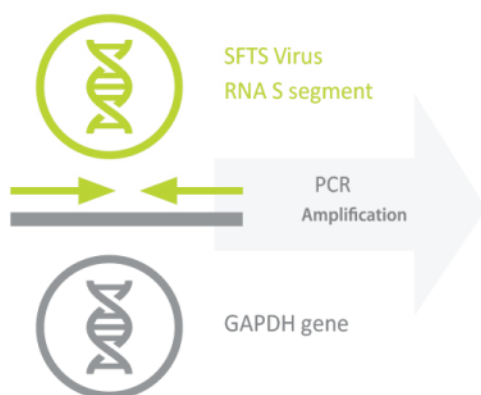 SFTS Virus
RNA S segment
PCR
Amplification
GAPDH gene